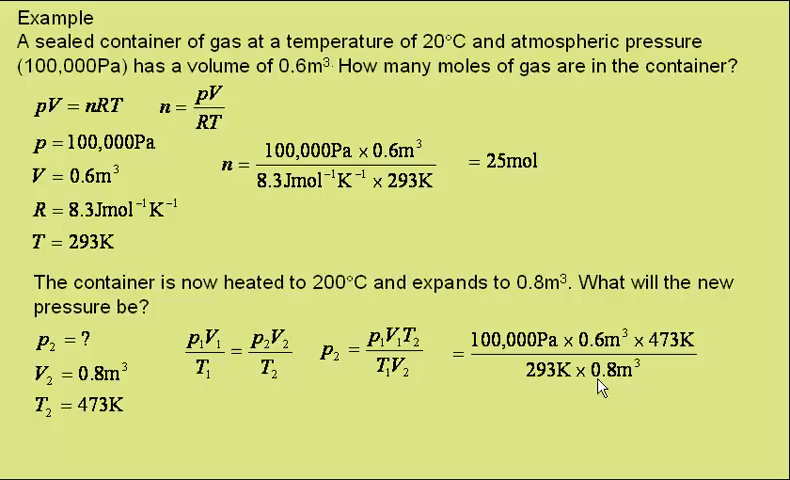 Example
A sealed container of gas at a temperature of 20°C and atmospheric pressure
(100,000Pa) has a volume of 0.6m³. How many moles of gas are in the container?
pV = nRT n = pV/RT
p = 100,000Pa
n = (100,000Pa × 0.6m³)/(8.3Jmol⁻¹K⁻¹ × 293K) = 25mol
V = 0.6m³
R = 8.3Jmol⁻¹K⁻¹
T = 293K
The container is now heated to 200°C and expands to 0.8m³. What will the new
pressure be?
p₂ = ?
V₂ = 0.8m³
T₂ = 473K
p₁V₁/T₁ = p₂V₂/T₂ p₂ = p₁V₁T₂/T₁V₂ = (100,000Pa × 0.6m³ × 473K)/(293K × 0.8m³)